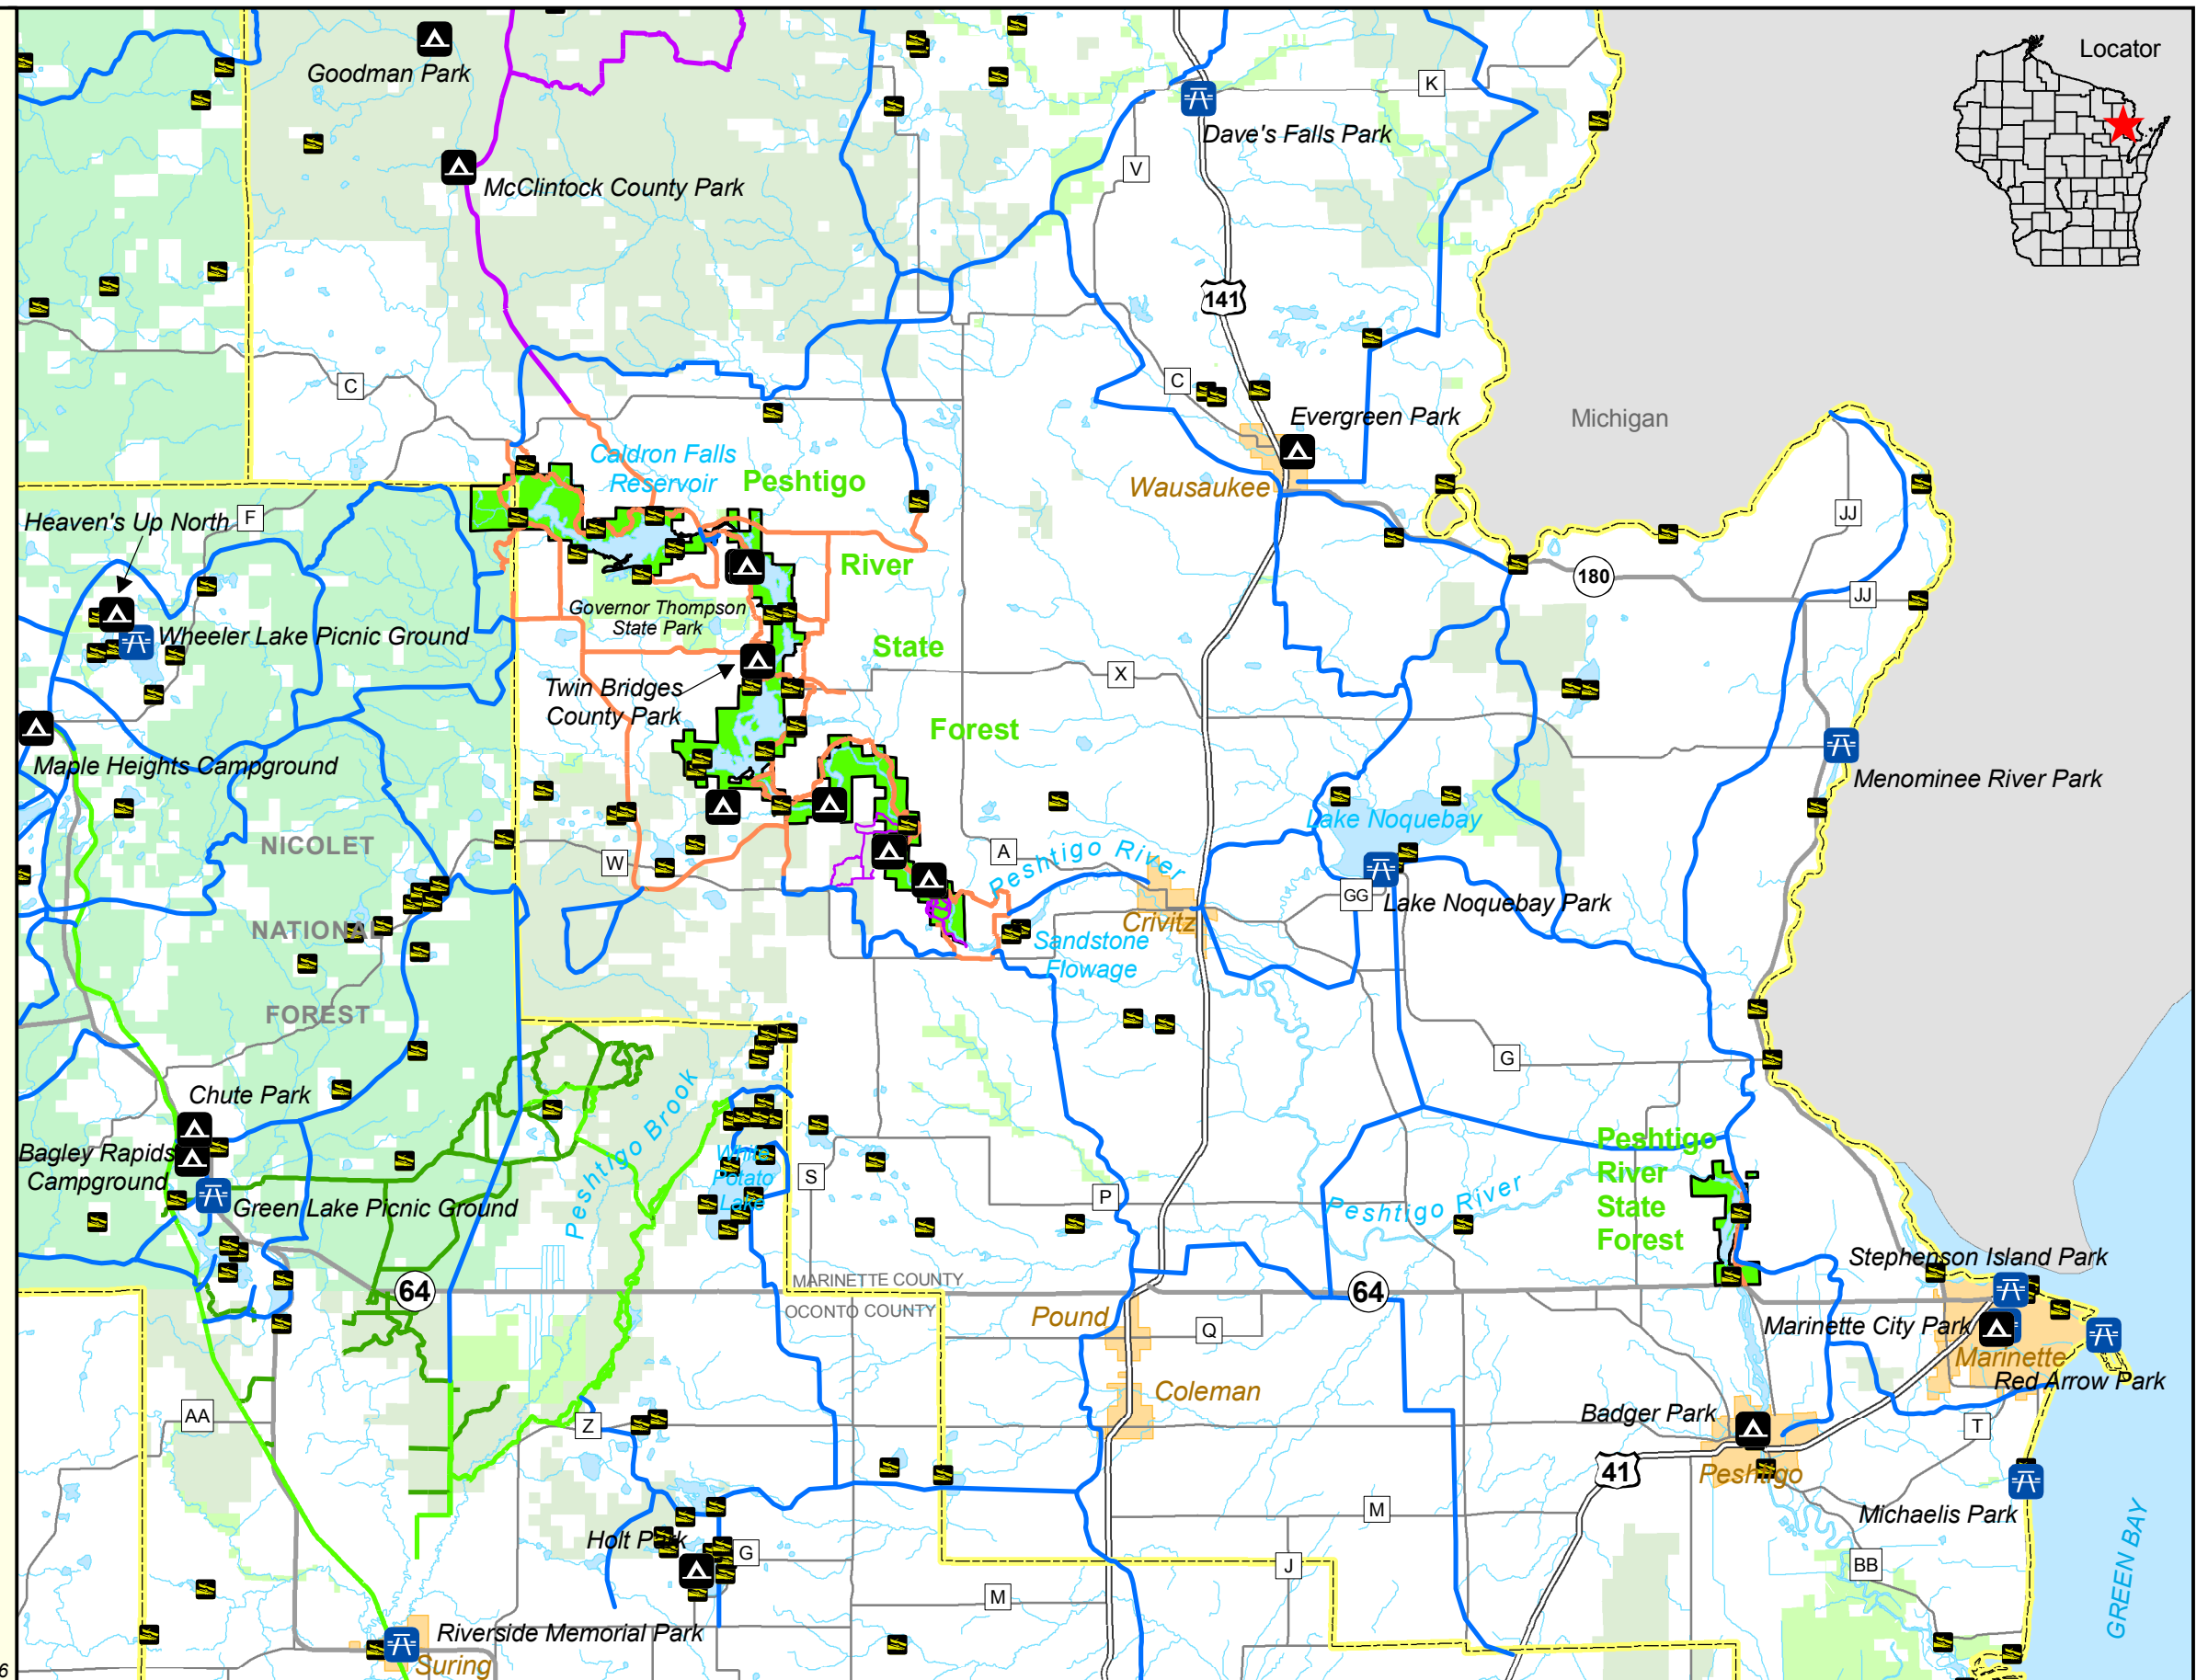 Locator
Goodman Park
K
Dave's Falls Park
V
McClintock County Park
141
C
C
Evergreen Park
Michigan
Caldron Falls
Reservoir
Peshtigo
Wausaukee
Heaven's Up North
F
JJ
River
180
JJ
Governor Thompson
State Park
Wheeler Lake Picnic Ground
State
X
Twin Bridges
County Park
Forest
Maple Heights Campground
Menominee River Park
Lake Noquebay
NICOLET
W
A
Peshtigo River
GG
Lake Noquebay Park
Crivitz
NATIONAL
Sandstone
Flowage
FOREST
G
Chute Park
Peshtigo Brook
Bagley Rapids
Campground
White
Potato
Lake
S
P
Peshtigo River
Peshtigo
River
State
Forest
Green Lake Picnic Ground
Stephenson Island Park
MARINETTE COUNTY
64
64
OCONTO COUNTY
Pound
Q
Marinette City Park
Marinette
Red Arrow Park
Coleman
AA
Z
Badger Park
T
41
Peshtigo
M
Michaelis Park
Holt Park
G
J
BB
GREEN BAY
M
Riverside Memorial Park
Suring
6